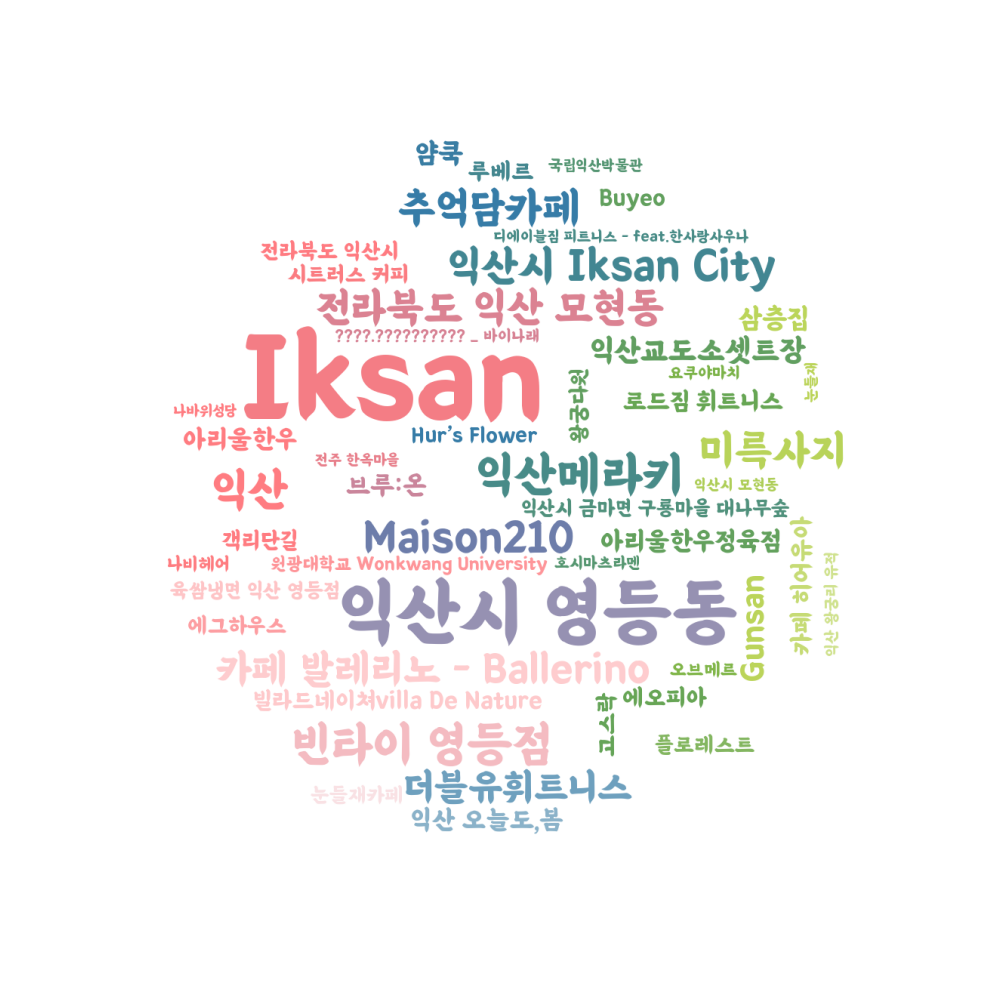 얌쿡
루베르
국립익산박물관
추억담카페
Buyeo
디에이블짐 피트니스 - feat.한사랑사우나
전라북도 익산시
익산시 Iksan City
시트러스 커피
전라북도 익산 모현동
삼층집
????.?????????? _ 바이나래
익산교도소셋트장
Iksan
요쿠야마치
눈들재
왕궁다원
로드짐 휘트니스
나바위성당
Hur's Flower
아리울한우
미륵사지
전주 한옥마을
익산메라키
익산시 모현동
익산
브루:온
익산시 금마면 구룡마을 대나무숲
객리단길
Maison210
아리울한우정육점
카페 히어유아
나비헤어
원광대학교 Wonkwang University
호시마츠라멘
익산 왕궁리 유적
육쌈냉면 익산 영등점
익산시 영등동
Gunsan
에그하우스
카페 발레리노 - Ballerino
오브메르
빌라드네이쳐villa De Nature
고스락
에오피아
빈타이 영등점
플로레스트
눈들재카페
더블유휘트니스
익산 오늘도,봄